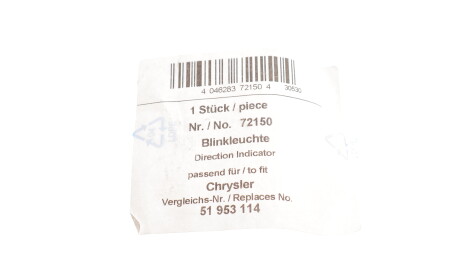 4 046283 72150 4
30630
1 Stück / piece
Nr. / No. 72150
Blinkleuchte
Direction Indicator
passend für / to fit
Chrysler
Vergleichs-Nr. / Replaces No.
51 953 114